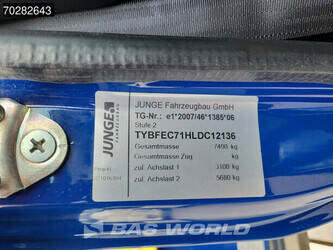 70282643
JUNGE Fahrzeugbau GmbH
TG-Nr.: e1*2007/46*1385*06
Stufe 2
TYBFEC71HLDC12136
Gesamtmasse 7490 kg
Gesamtmasse Zug kg
zul. Achslast 1 3100 kg
zul. Achslast 2 5680 kg
JUNGE
FAHRZEUGBAU
BAS WORLD